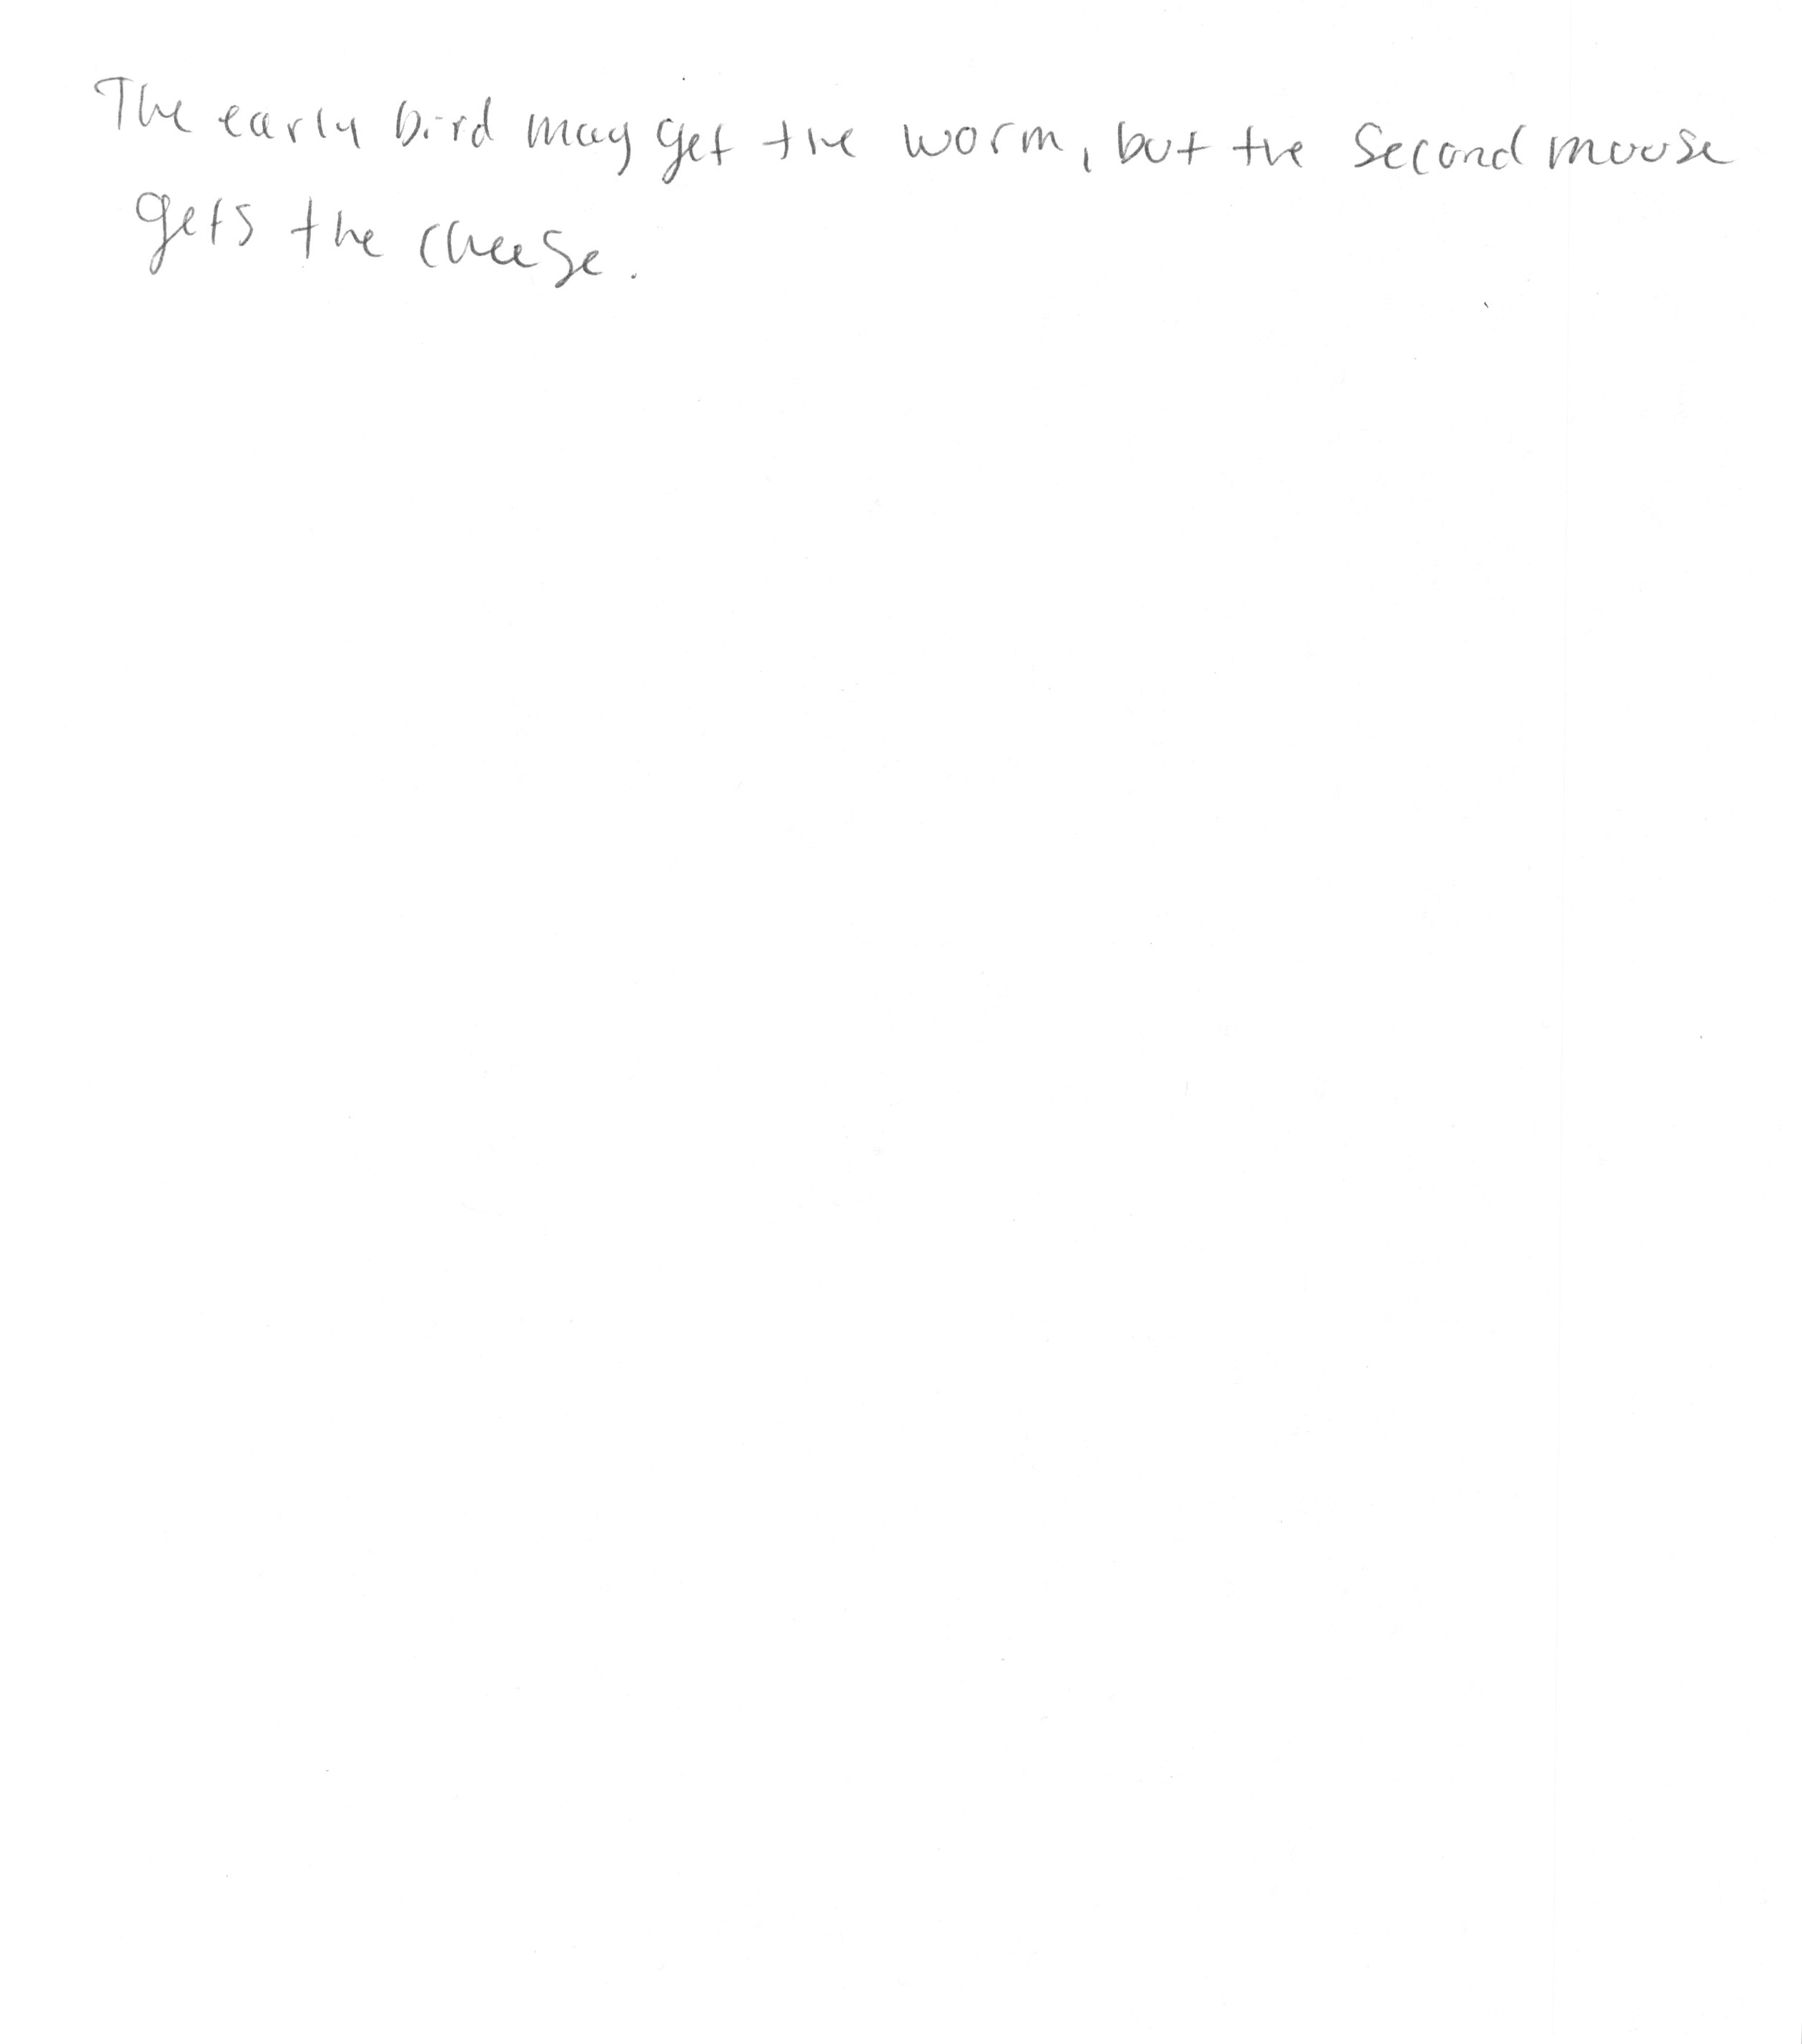 The early bird may get the worm, but the second mouse
gets the cheese.